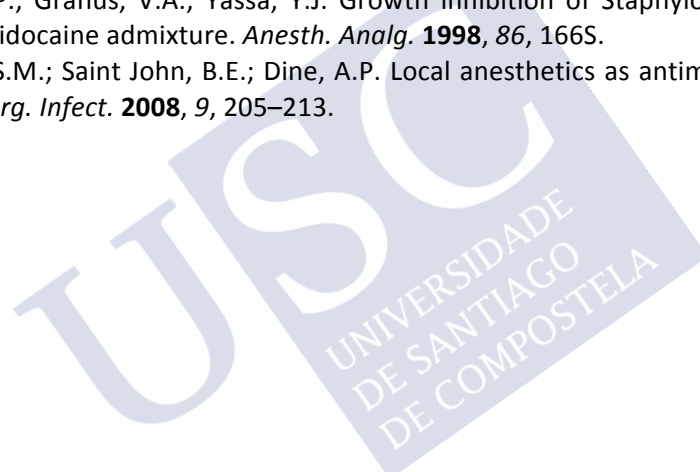 P.; Grands, V.A.; Yassa, Y.J. Growth inhibition of Staphylo
idocaine admixture. Anesth. Analg. 1998, 86, 166S.
S.M.; Saint John, B.E.; Dine, A.P. Local anesthetics as antim
rg. Infect. 2008, 9, 205–213.
USC
UNIVERSIDADE
DE SANTIAGO
DE COMPOSTELA